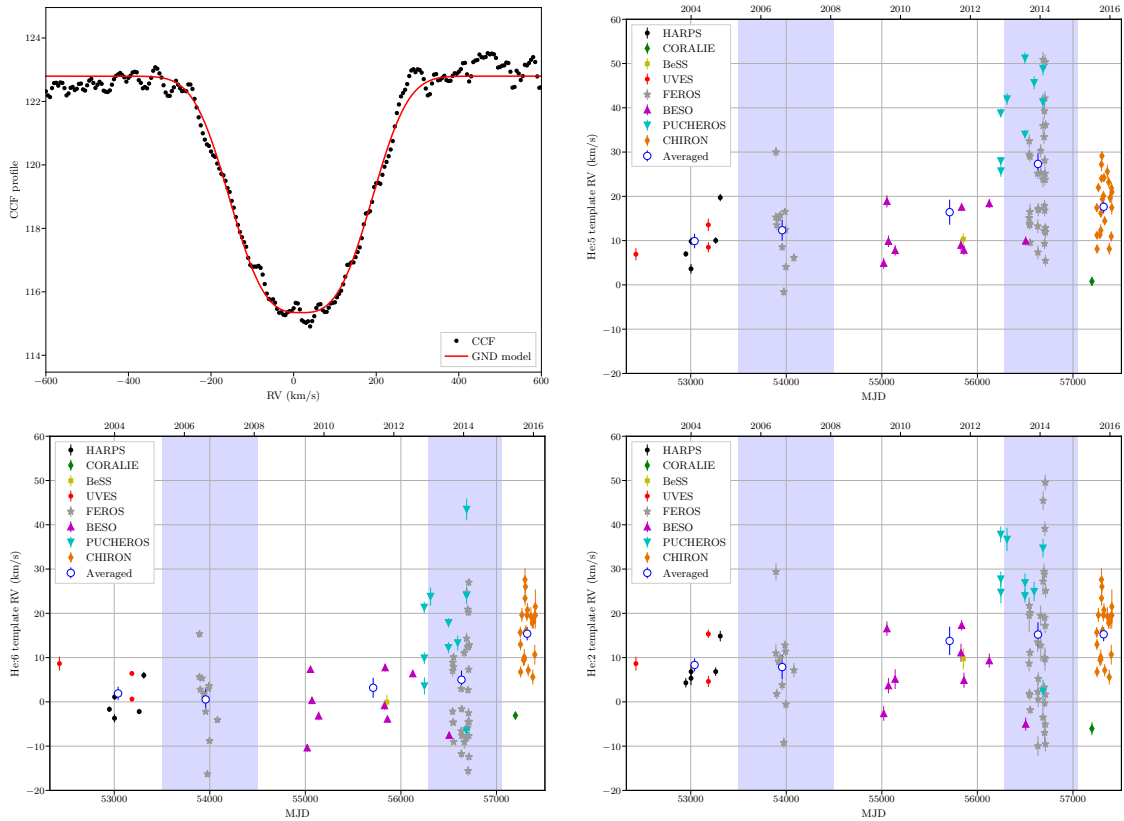 124
122
120
118
116
114
CCF profile
−600
−400
−200
0
200
400
600
RV (km/s)
CCF
GND model
2004
2006
2008
2010
2012
2014
2016
60
50
40
30
20
10
0
−10
−20
He:5 template RV (km/s)
HARPS
CORALIE
BeSS
UVES
FEROS
BESO
PUCHEROS
CHIRON
Averaged
53000
54000
55000
56000
57000
MJD
2004
2006
2008
2010
2012
2014
2016
60
50
40
30
20
10
0
−10
−20
He:6 template RV (km/s)
HARPS
CORALIE
BeSS
UVES
FEROS
BESO
PUCHEROS
CHIRON
Averaged
53000
54000
55000
56000
57000
MJD
2004
2006
2008
2010
2012
2014
2016
60
50
40
30
20
10
0
−10
−20
He:2 template RV (km/s)
HARPS
CORALIE
BeSS
UVES
FEROS
BESO
PUCHEROS
CHIRON
Averaged
53000
54000
55000
56000
57000
MJD